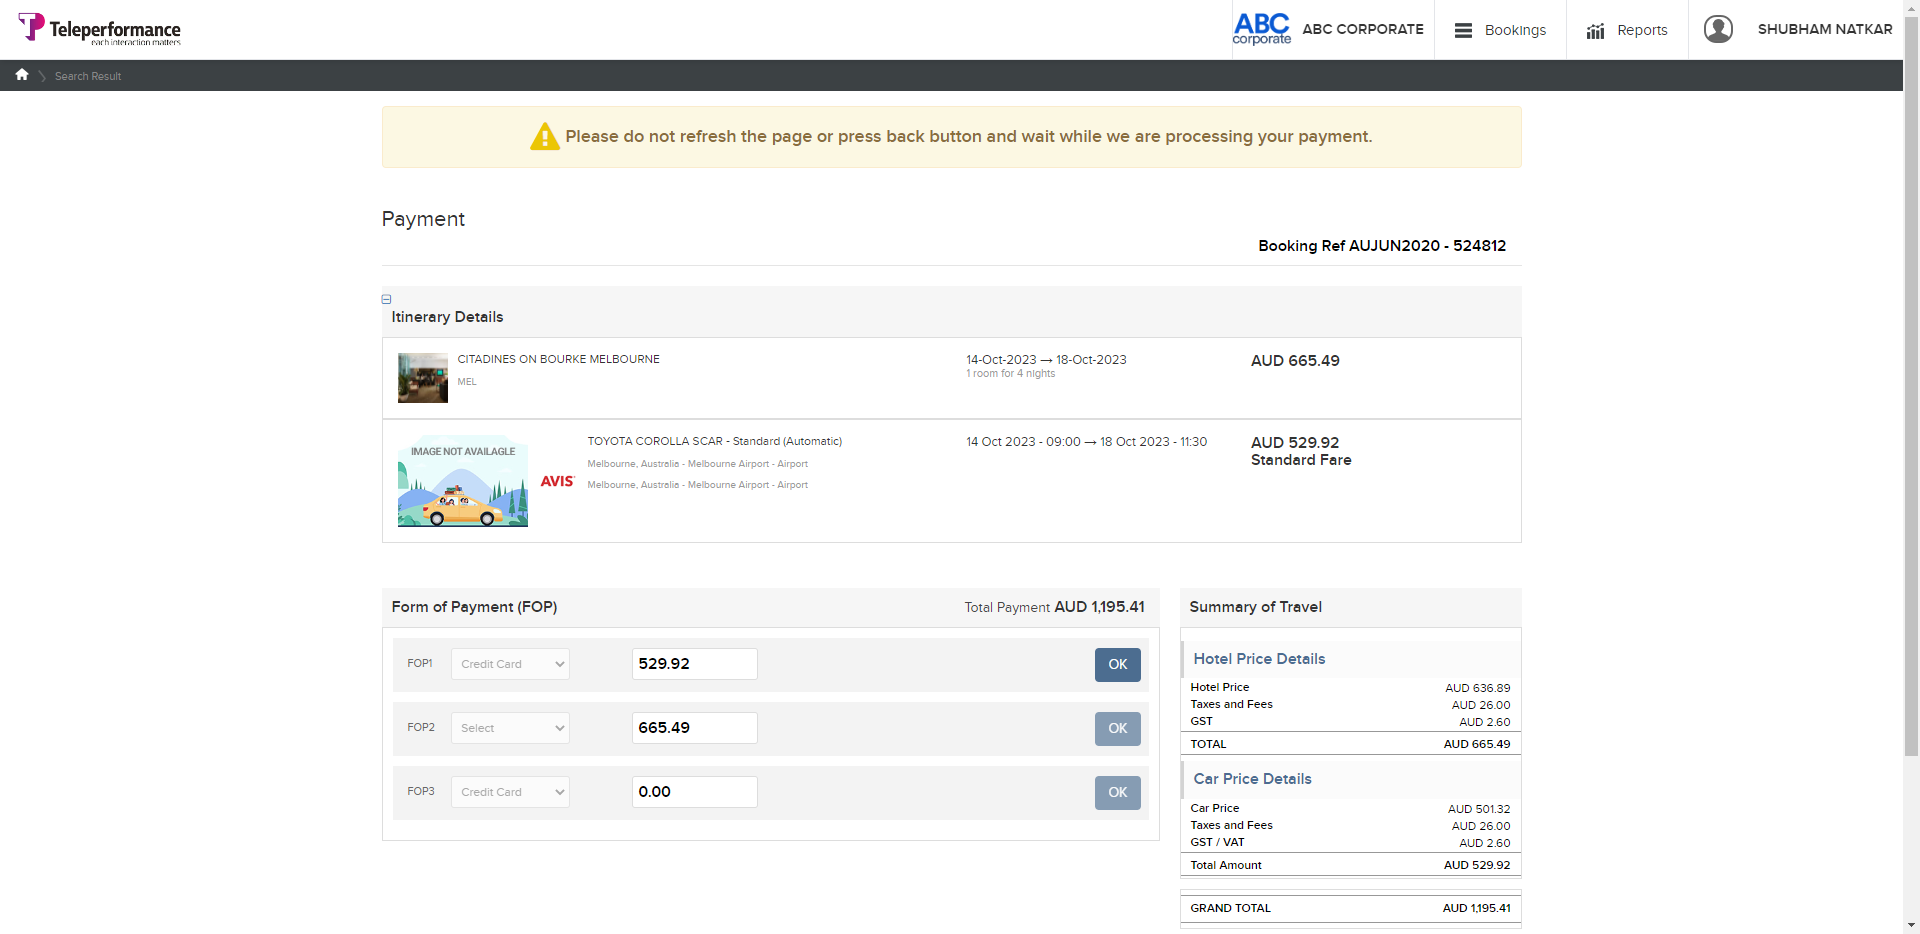 Teleperformance
each interaction matters
ABC
corporate
ABC CORPORATE
Bookings
Reports
SHUBHAM NATKAR
Search Result
Please do not refresh the page or press back button and wait while we are processing your payment.
Payment
Booking Ref AUJUN2020 - 524812
Itinerary Details
CITADINES ON BOURKE MELBOURNE
14-Oct-2023 → 18-Oct-2023
AUD 665.49
MEL
1 room for 4 nights
IMAGE NOT AVAILAGLE
AVIS
TOYOTA COROLLA SCAR - Standard (Automatic)
14 Oct 2023 - 09:00 → 18 Oct 2023 - 11:30
AUD 529.92
Standard Fare
Melbourne, Australia - Melbourne Airport - Airport
Melbourne, Australia - Melbourne Airport - Airport
Form of Payment (FOP)
Total Payment AUD 1,195.41
FOP1 Credit Card 529.92 OK
FOP2 Select 665.49 OK
FOP3 Credit Card 0.00 OK
Summary of Travel
Hotel Price Details
Hotel Price AUD 636.89
Taxes and Fees AUD 26.00
GST AUD 2.60
TOTAL AUD 665.49
Car Price Details
Car Price AUD 501.32
Taxes and Fees AUD 26.00
GST / VAT AUD 2.60
Total Amount AUD 529.92
GRAND TOTAL AUD 1,195.41